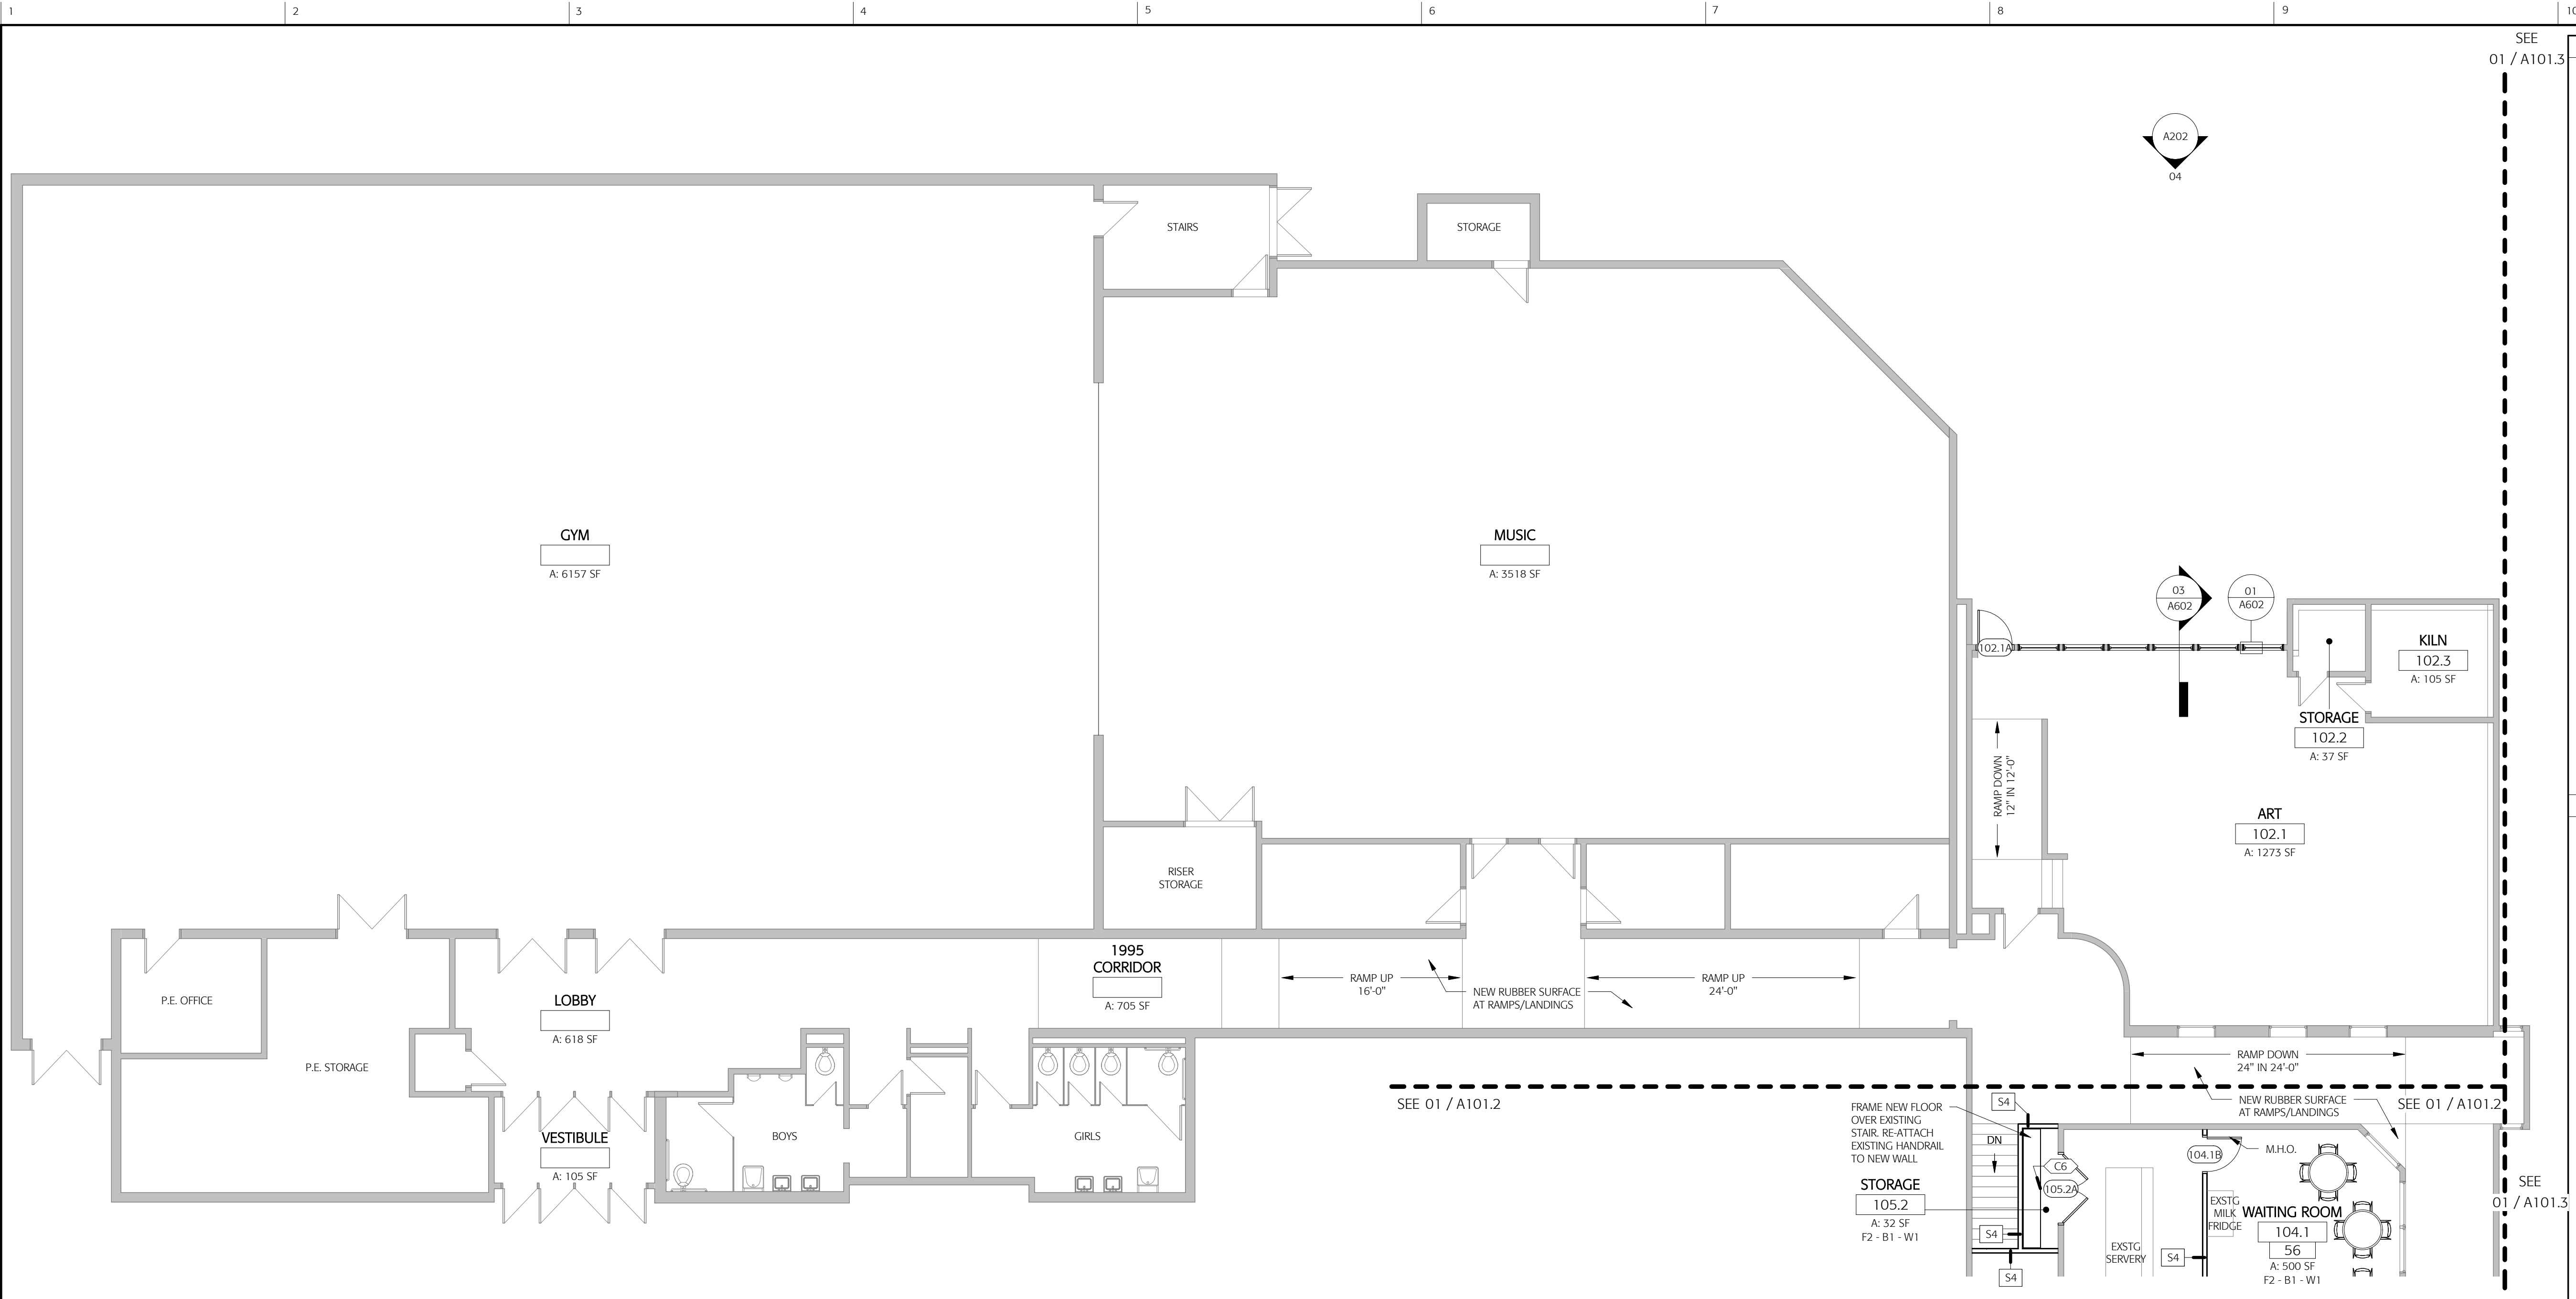 1
2
3
4
5
6
7
8
9
10
SEE
01 / A101.3
A202
04
STAIRS
STORAGE
GYM
A: 6157 SF
MUSIC
A: 3518 SF
03
A602
01
A602
102.1A
KILN
102.3
A: 105 SF
STORAGE
102.2
A: 37 SF
RAMP DOWN
12" IN 12'-0"
ART
102.1
A: 1273 SF
RISER
STORAGE
1995
CORRIDOR
A: 705 SF
RAMP UP
16'-0"
NEW RUBBER SURFACE
AT RAMPS/LANDINGS
RAMP UP
24'-0"
P.E. OFFICE
LOBBY
A: 618 SF
P.E. STORAGE
RAMP DOWN
24" IN 24'-0"
NEW RUBBER SURFACE
AT RAMPS/LANDINGS
SEE 01 / A101.2
SEE 01 / A101.2
VESTIBULE
A: 105 SF
BOYS
GIRLS
FRAME NEW FLOOR
OVER EXISTING
STAIR. RE-ATTACH
EXISTING HANDRAIL
TO NEW WALL
S4
DN
C6
105.2A
STORAGE
105.2
A: 32 SF
F2 - B1 - W1
S4
S4
104.1B
M.H.O.
EXSTG
MILK
FRIDGE
WAITING ROOM
104.1
56
A: 500 SF
F2 - B1 - W1
EXSTG
SERVERY
S4
SEE
01 / A101.3